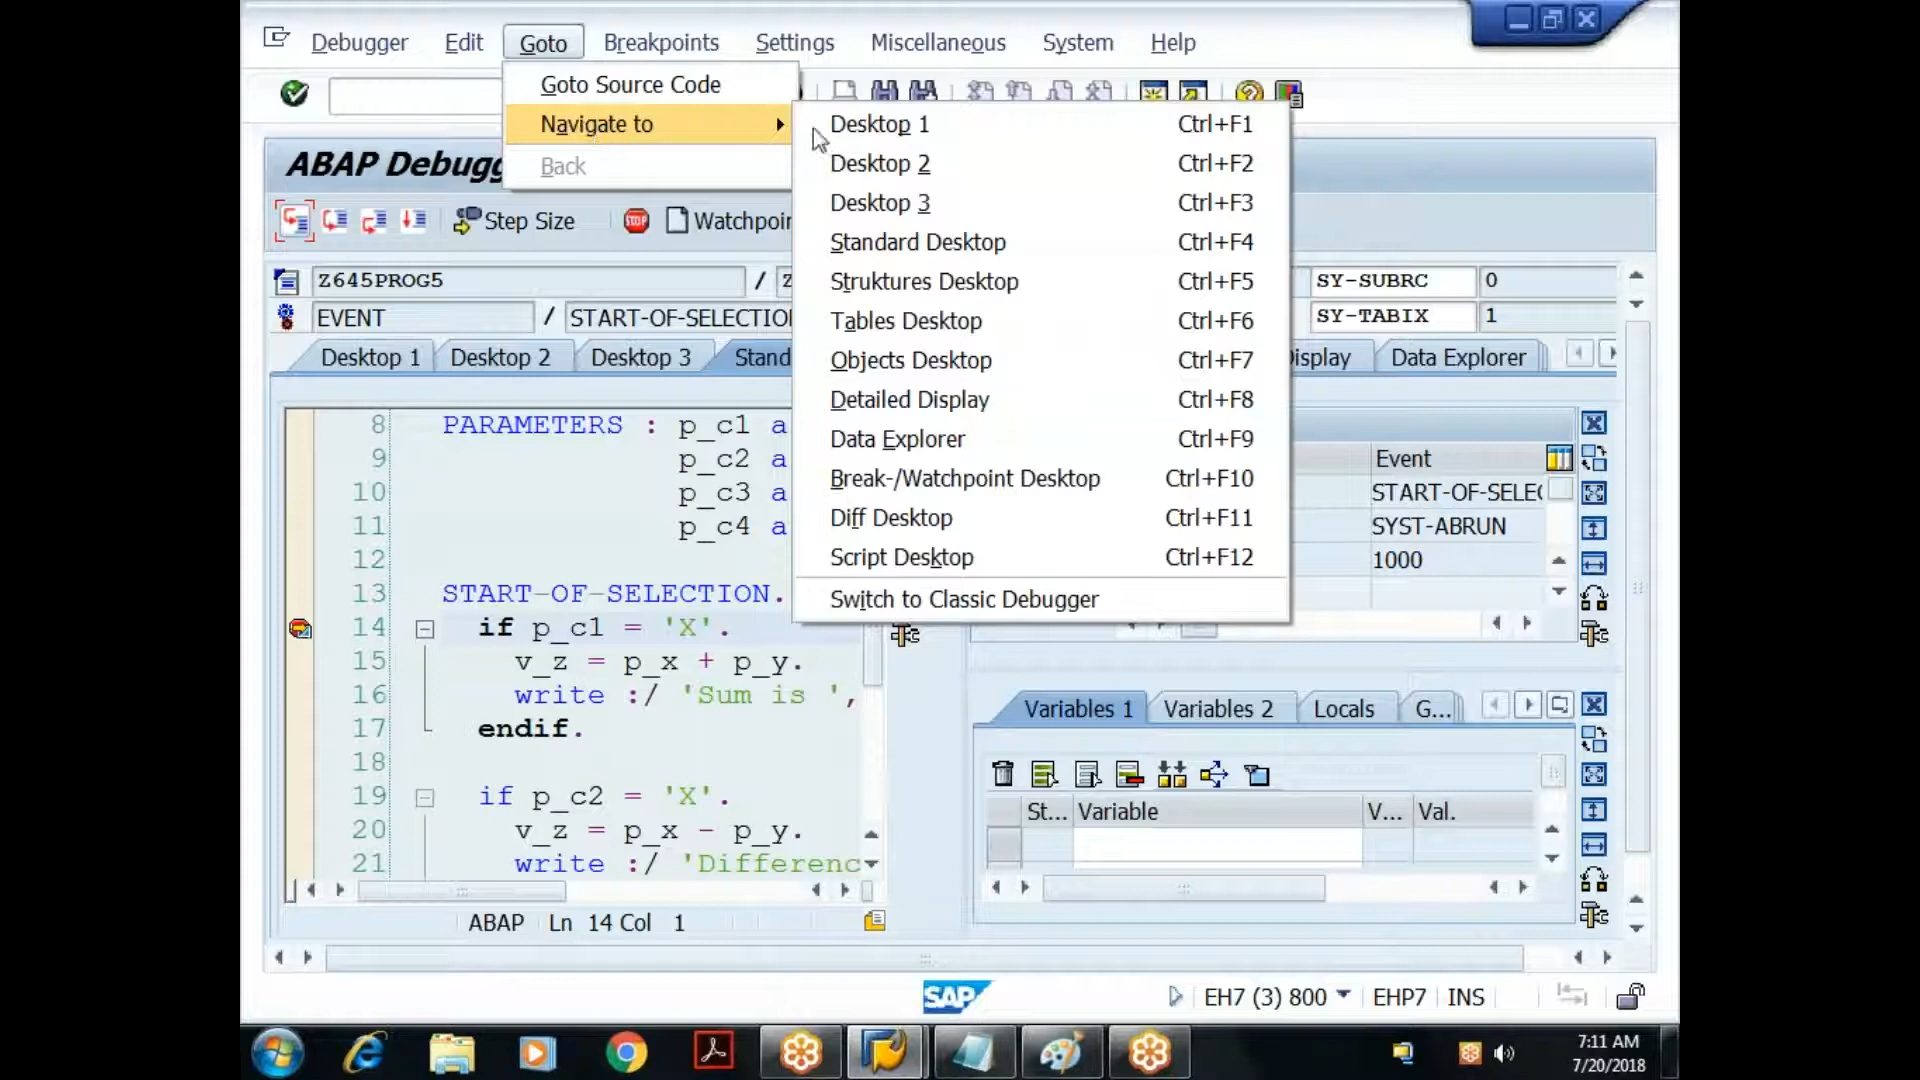 Debugger Edit Goto Breakpoints Settings Miscellaneous System Help
Goto Source Code
Navigate to
Back
Desktop 1 Ctrl+F1
Desktop 2 Ctrl+F2
Desktop 3 Ctrl+F3
Standard Desktop Ctrl+F4
Struktures Desktop Ctrl+F5
Tables Desktop Ctrl+F6
Objects Desktop Ctrl+F7
Detailed Display Ctrl+F8
Data Explorer Ctrl+F9
Break-/Watchpoint Desktop Ctrl+F10
Diff Desktop Ctrl+F11
Script Desktop Ctrl+F12
Switch to Classic Debugger
ABAP Debugg
Step Size STOP Watchpoin
Z645PROG5 / Z SY-SUBRC 0
EVENT / START-OF-SELECTION SY-TABIX 1
Desktop 1 Desktop 2 Desktop 3 Stand isplay Data Explorer
8 PARAMETERS : p_c1 a
9 p_c2 a
10 p_c3 a
11 p_c4 a
12
13 START-OF-SELECTION.
14 if p_c1 = 'X'.
15 v_z = p_x + p_y.
16 write :/ 'Sum is ',
17 endif.
18
19 if p_c2 = 'X'.
20 v_z = p_x - p_y.
21 write :/ 'Differenc
ABAP Ln 14 Col 1
Event
START-OF-SELEC
SYST-ABRUN
1000
Variables 1 Variables 2 Locals G...
St... Variable V... Val.
SAP EH7 (3) 800 EHP7 INS
7:11 AM
7/20/2018